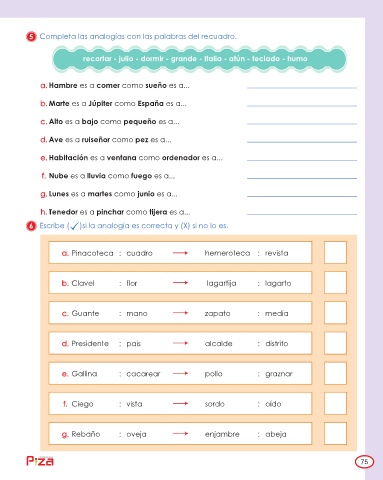 5 Completa las analogías con las palabras del recuadro.
recortar - julio - dormir - grande - Italia - atún - teclado - humo
a. Hambre es a comer como sueño es a...
b. Marte es a Júpiter como España es a...
c. Alto es a bajo como pequeño es a...
d. Ave es a ruiseñor como pez es a...
e. Habitación es a ventana como ordenador es a...
f. Nube es a lluvia como fuego es a...
g. Lunes es a martes como junio es a...
h. Tenedor es a pinchar como tijera es a...
6 Escribe (✓) si la analogía es correcta y (X) si no lo es.
a. Pinacoteca : cuadro → hemeroteca : revista
b. Clavel : flor lagartija : lagarto
c. Guante : mano → zapato : media
d. Presidente : país → alcalde : distrito
e. Gallina : cacarear → pollo : graznar
f. Ciego : vista → sordo : oído
g. Rebaño : oveja → enjambre : abeja
Piza
75